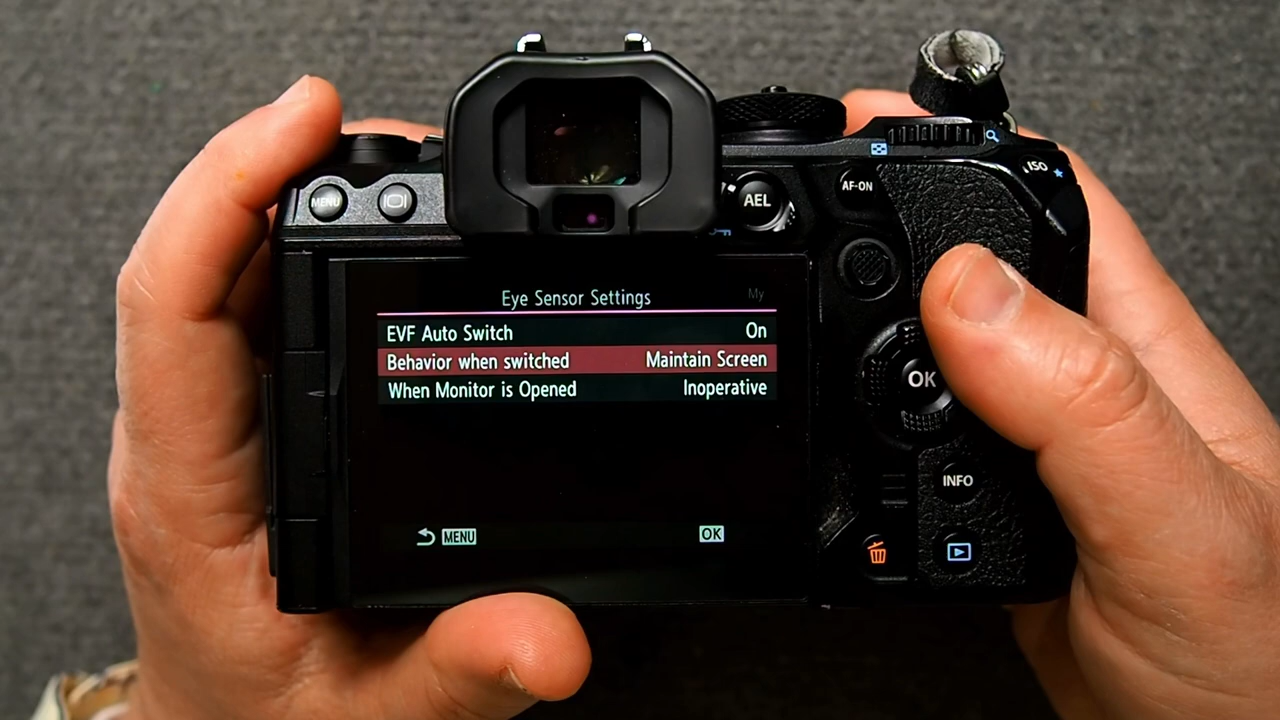 ISO
MENU
AEL
AF-ON
Eye Sensor Settings
My
EVF Auto Switch On
Behavior when switched Maintain Screen
When Monitor is Opened Inoperative
OK
INFO
MENU OK